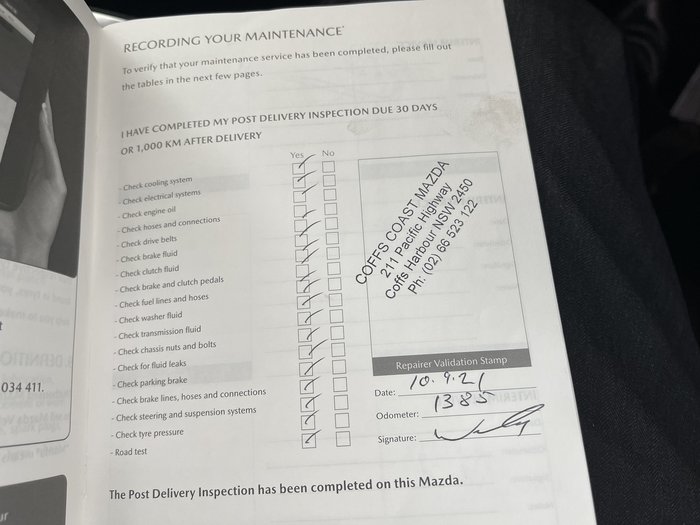 RECORDING YOUR MAINTENANCE*
To verify that your maintenance service has been completed, please fill out
the tables in the next few pages.
I HAVE COMPLETED MY POST DELIVERY INSPECTION DUE 30 DAYS
OR 1,000 KM AFTER DELIVERY
Yes No
- Check cooling system
- Check electrical systems
- Check engine oil
- Check hoses and connections
- Check drive belts
- Check brake fluid
- Check clutch fluid
- Check brake and clutch pedals
- Check fuel lines and hoses
- Check washer fluid
- Check transmission fluid
- Check chassis nuts and bolts
- Check for fluid leaks
- Check parking brake
- Check brake lines, hoses and connections
- Check steering and suspension systems
- Check tyre pressure
- Road test
COFFS COAST MAZDA
211 Pacific Highway
Coffs Harbour NSW 2450
Ph: (02) 66 523 122
Repairer Validation Stamp
Date: 10.9.21
Odometer: 1385
Signature:
The Post Delivery Inspection has been completed on this Mazda.
034 411.